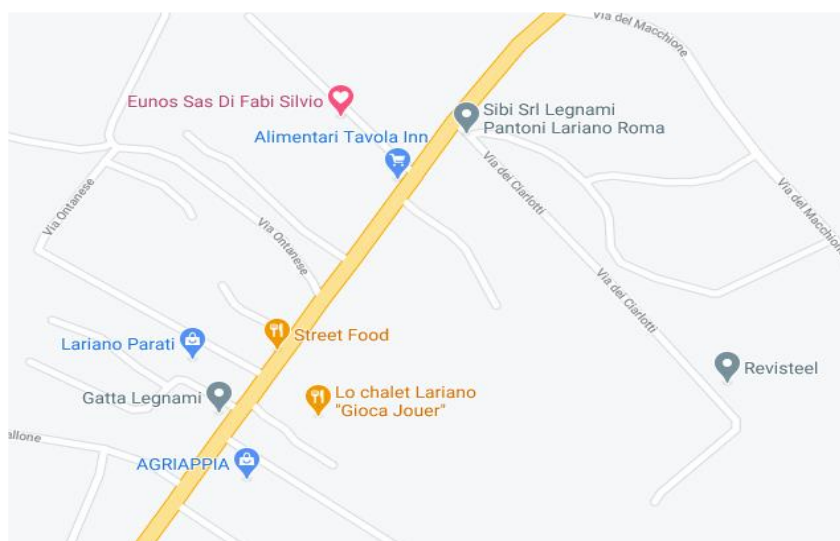 Via del Macchione
Eunos Sas Di Fabi Silvio
Sibi Srl Legnami
Pantoni Lariano Roma
Alimentari Tavola Inn
Via dei Ciarlotti
Via Ontanese
Via del Macchione
Via Ontanese
Via dei Ciarlotti
Street Food
Lariano Parati
Revisteel
Gatta Legnami
Lo chalet Lariano
"Gioca Jouer"
allone
AGRIAPPIA